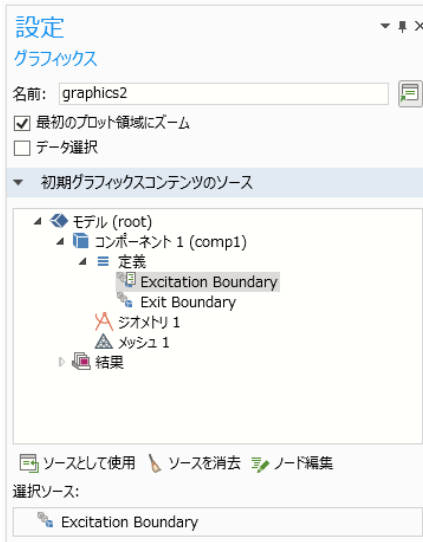 設定
グラフィックス
名前: graphics2
最初のプロット領域にズーム
データ選択
初期グラフィックスコンテンツのソース
モデル (root)
コンポーネント 1 (comp1)
定義
Excitation Boundary
Exit Boundary
ジオメトリ 1
メッシュ 1
結果
ソースとして使用 ソースを消去 ノード編集
選択ソース:
Excitation Boundary